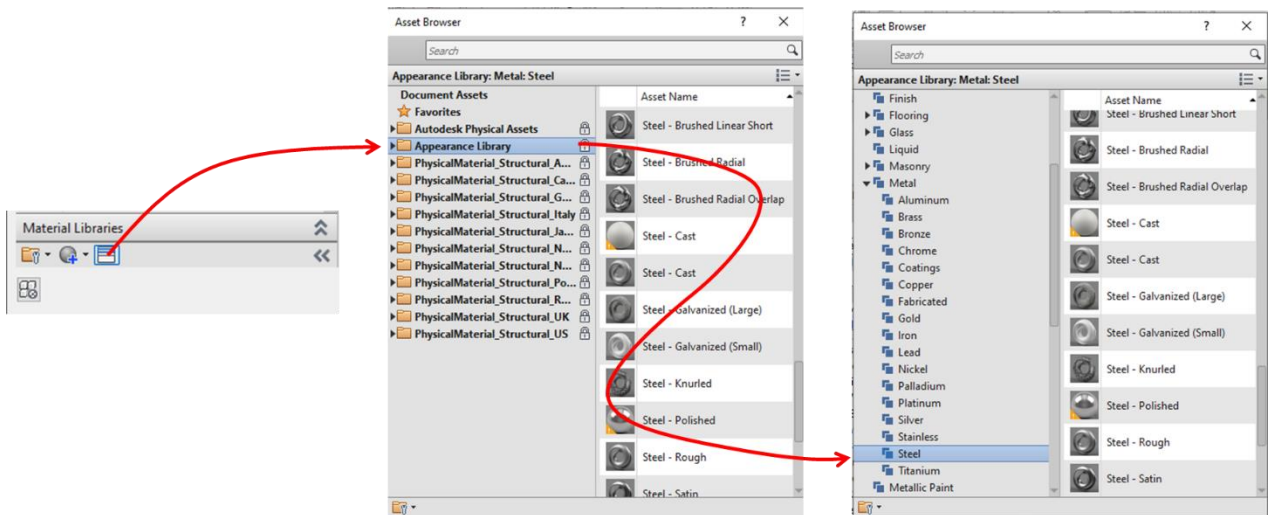 Material Libraries
Asset Browser
?
Search
Appearance Library: Metal: Steel
Document Assets
Favorites
Autodesk Physical Assets
Appearance Library
PhysicalMaterial_Structural_A...
PhysicalMaterial_Structural_Ca...
PhysicalMaterial_Structural_G...
PhysicalMaterial_Structural_Italy
PhysicalMaterial_Structural_Ja...
PhysicalMaterial_Structural_N...
PhysicalMaterial_Structural_N...
PhysicalMaterial_Structural_Po...
PhysicalMaterial_Structural_R...
PhysicalMaterial_Structural_UK
PhysicalMaterial_Structural_US
Asset Name
Steel - Brushed Linear Short
Steel - Brushed Radial
Steel - Brushed Radial Overlap
Steel - Cast
Steel - Cast
Steel - Galvanized (Large)
Steel - Galvanized (Small)
Steel - Knurled
Steel - Polished
Steel - Rough
Steel - Satin
Asset Browser
?
Search
Appearance Library: Metal: Steel
Finish
Flooring
Glass
Liquid
Masonry
Metal
Aluminum
Brass
Bronze
Chrome
Coatings
Copper
Fabricated
Gold
Iron
Lead
Nickel
Palladium
Platinum
Silver
Stainless
Steel
Titanium
Metallic Paint
Asset Name
Steel - Brushed Linear Short
Steel - Brushed Radial
Steel - Brushed Radial Overlap
Steel - Cast
Steel - Cast
Steel - Galvanized (Large)
Steel - Galvanized (Small)
Steel - Knurled
Steel - Polished
Steel - Rough
Steel - Satin